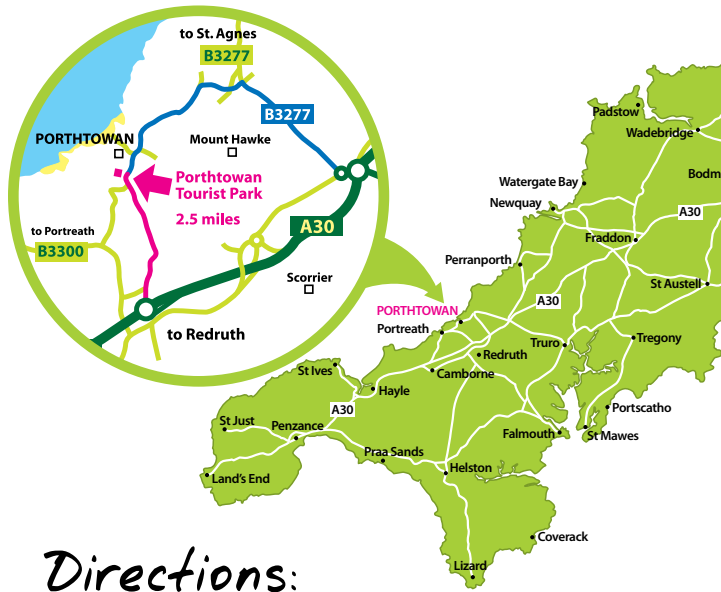 to St. Agnes
B3277
B3277
PORTHTOWAN
Mount Hawke
Porthtowan
Tourist Park
2.5 miles
to Portreath
B3300
A30
Scorrier
to Redruth
Padstow
Wadebridge
Bodm
Watergate Bay
Newquay
A30
Fraddon
Perranporth
St Austell
A30
PORTHTOWAN
Portreath
Truro
Tregony
Redruth
St Ives
Camborne
Hayle
A30
Portscatho
St Just
Penzance
Falmouth
St Mawes
Praa Sands
Helston
Land's End
Coverack
Lizard
Directions: